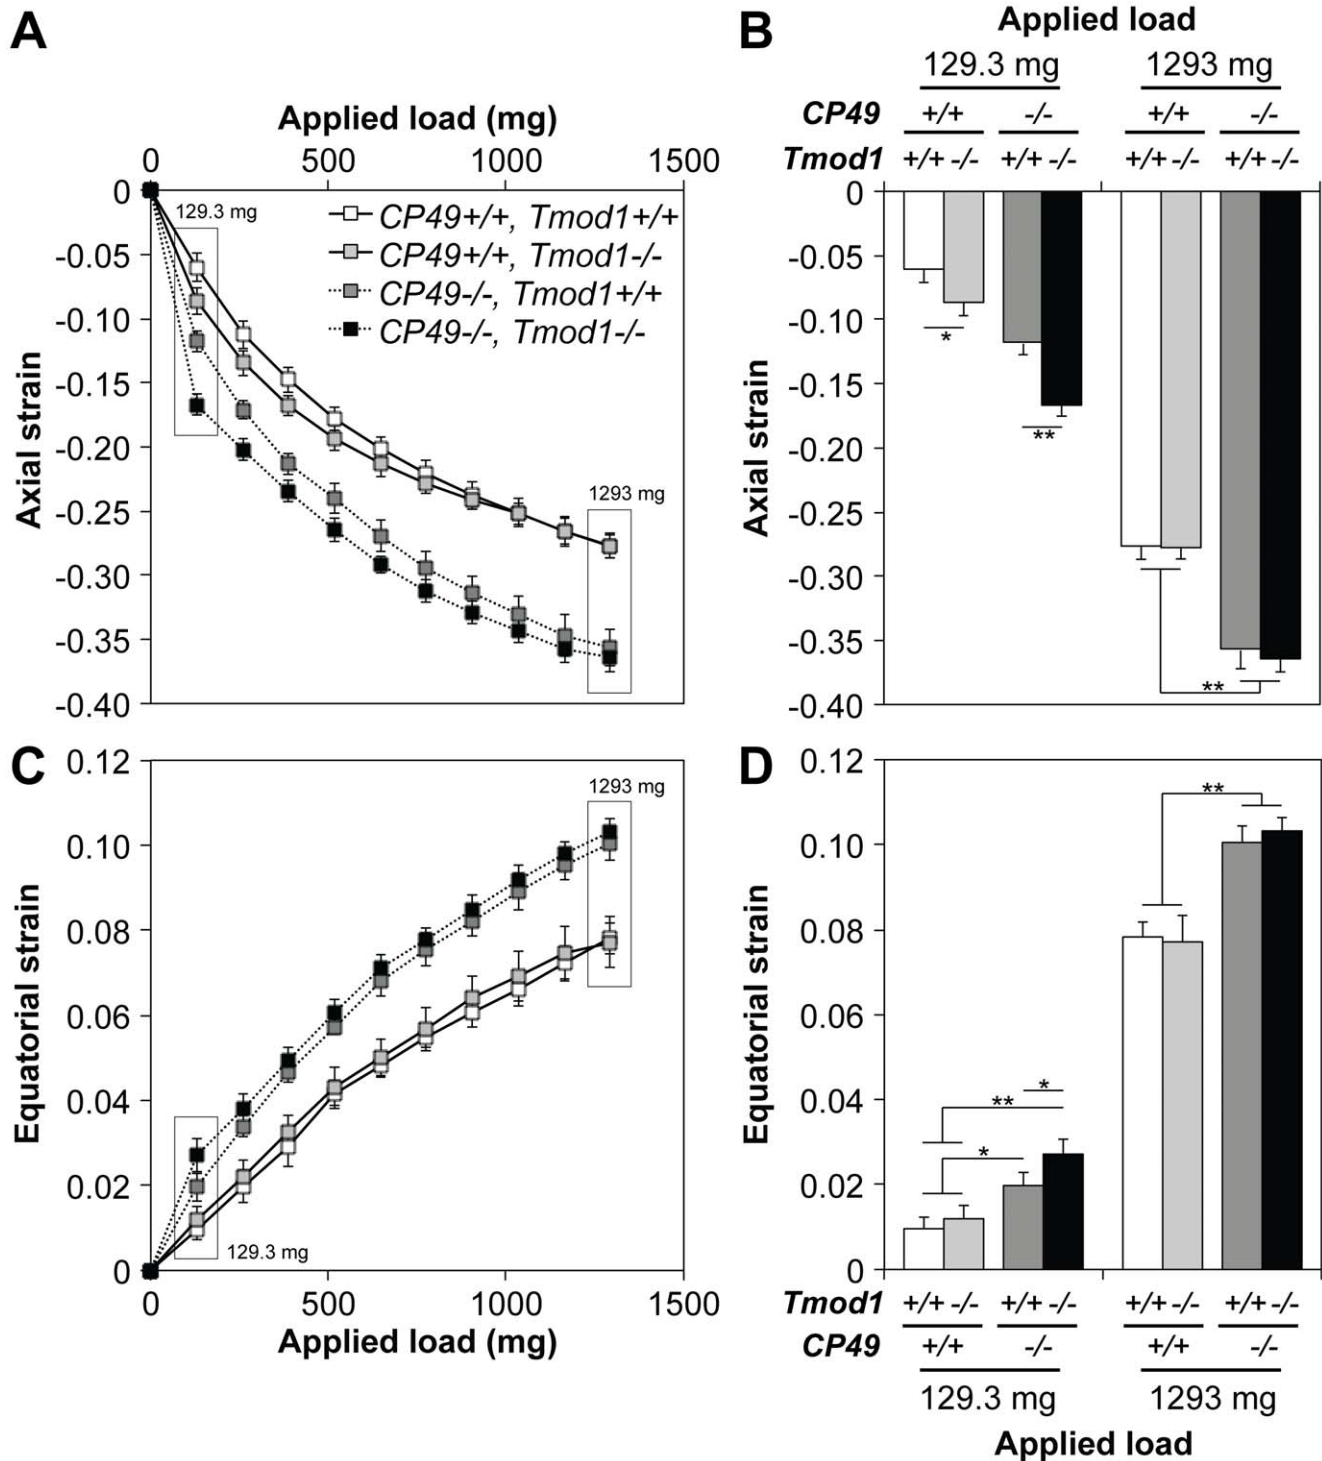 A
Applied load (mg)
0 500 1000 1500
0
-0.05
-0.10
-0.15
-0.20
-0.25
-0.30
-0.35
-0.40
Axial strain
129.3 mg
CP49+/+, Tmod1+/+
CP49+/+, Tmod1-/-
CP49-/-, Tmod1+/+
CP49-/-, Tmod1-/-
1293 mg
B
Applied load
129.3 mg 1293 mg
CP49 +/+ -/- +/+ -/-
Tmod1 +/+ -/- +/+ -/- +/+ -/- +/+ -/-
0
-0.05
-0.10
-0.15
-0.20
-0.25
-0.30
-0.35
-0.40
Axial strain
*
**
**
C
0.12
0.10
0.08
0.06
0.04
0.02
0
Equatorial strain
1293 mg
129.3 mg
0 500 1000 1500
Applied load (mg)
D
0.12
0.10
0.08
0.06
0.04
0.02
0
Equatorial strain
**
*
**
*
Tmod1 +/+ -/- +/+ -/- +/+ -/- +/+ -/-
CP49 +/+ -/- +/+ -/-
129.3 mg 1293 mg
Applied load